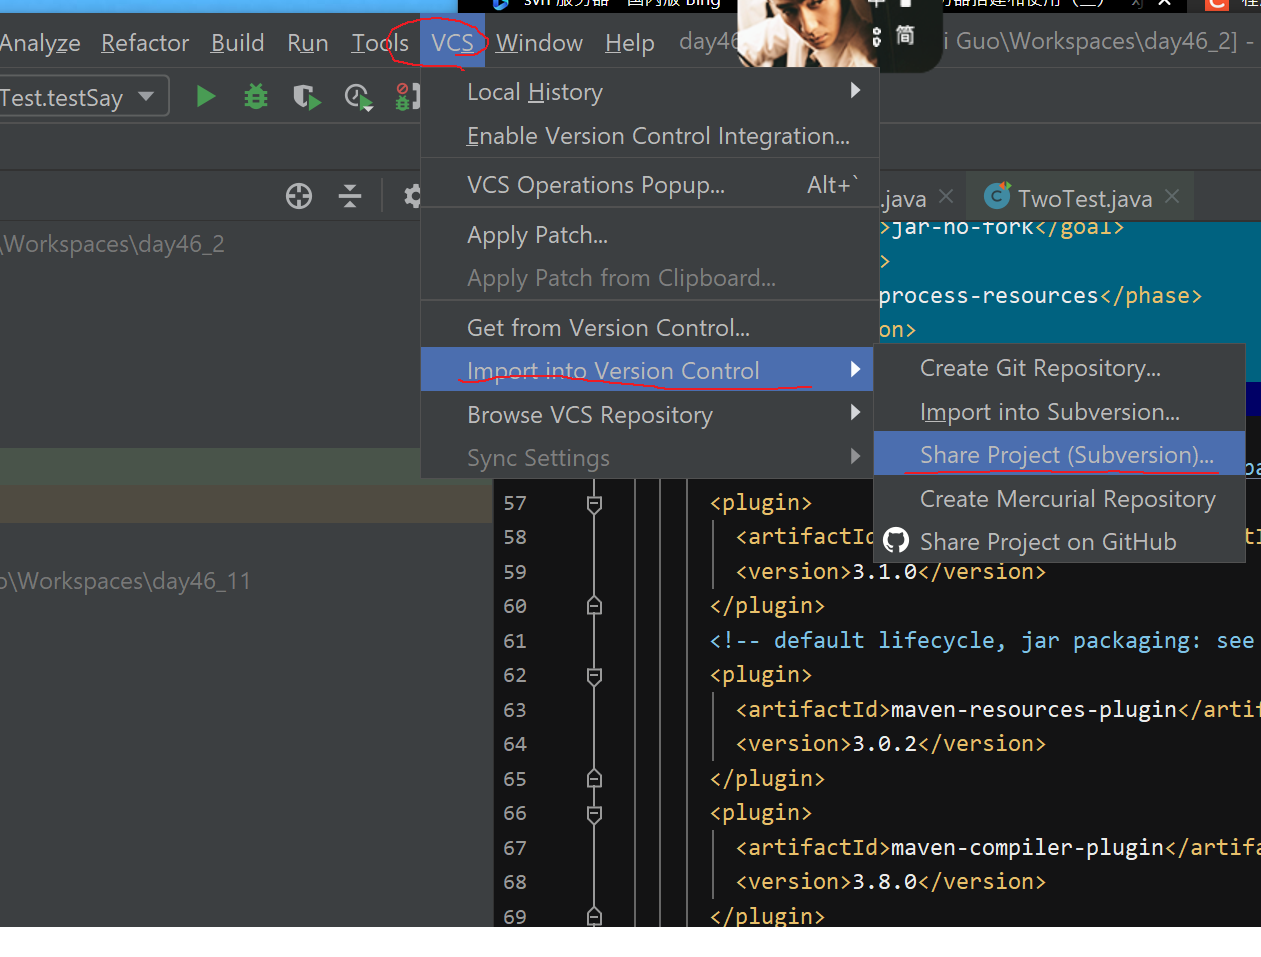 svn 服务器 - 国内版 Bing
Analyze Refactor Build Run Tools VCS Window Help day46 i Guo\Workspaces\day46_2] -
简
Test.testSay
Local History
Enable Version Control Integration...
VCS Operations Popup... Alt+`
Apply Patch...
Apply Patch from Clipboard...
Get from Version Control...
Import into Version Control
Browse VCS Repository
Sync Settings
Create Git Repository...
Import into Subversion...
Share Project (Subversion)...
Create Mercurial Repository
Share Project on GitHub
\Workspaces\day46_2
o\Workspaces\day46_11
.java TwoTest.java
>jar-no-fork</goal>
>
process-resources</phase>
on>
57 <plugin>
58 <artifactId
59 <version>3.1.0</version>
60 </plugin>
61 <!-- default lifecycle, jar packaging: see
62 <plugin>
63 <artifactId>maven-resources-plugin</artif
64 <version>3.0.2</version>
65 </plugin>
66 <plugin>
67 <artifactId>maven-compiler-plugin</artifa
68 <version>3.8.0</version>
69 </plugin>